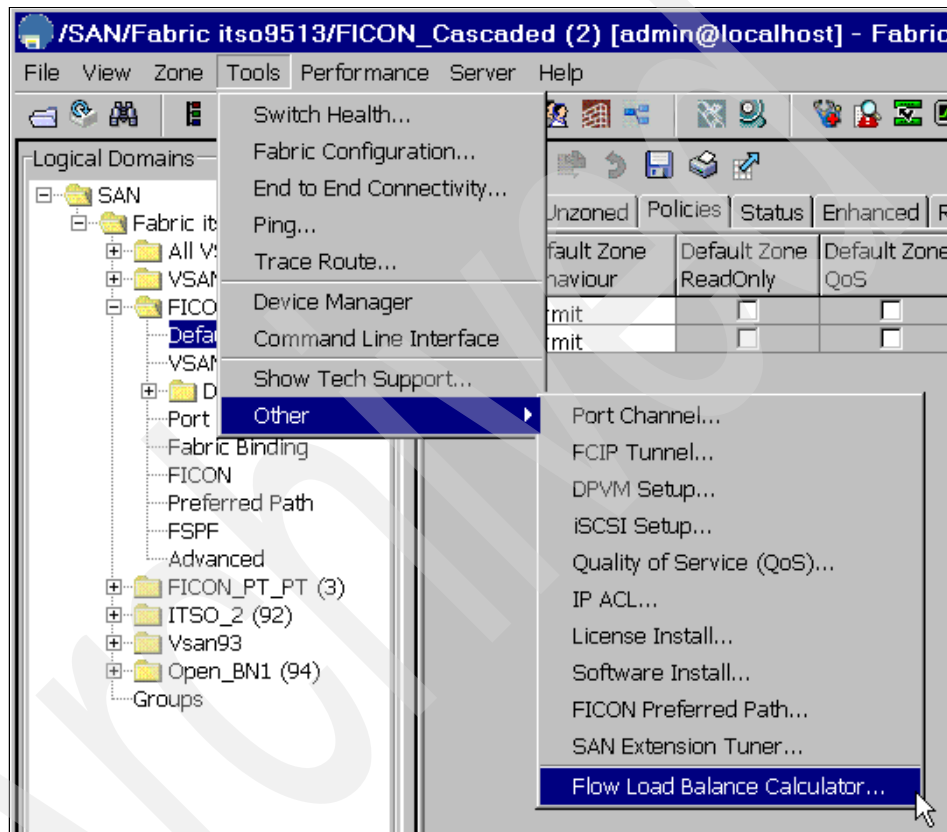 /SAN/Fabric itso9513/FICON_Cascaded (2) [admin@localhost] - Fabric
File View Zone Tools Performance Server Help
Logical Domains
SAN
Fabric it
All V
VSAN
FICO
Defau
VSAN
D
Port
Fabric Binding
FICON
Preferred Path
FSPF
Advanced
FICON_PT_PT (3)
ITSO_2 (92)
Vsan93
Open_BN1 (94)
Groups
Switch Health...
Fabric Configuration...
End to End Connectivity...
Ping...
Trace Route...
Device Manager
Command Line Interface
Show Tech Support...
Other
Unzoned Policies Status Enhanced
fault Zone Default Zone Default Zone
haviour ReadOnly QoS
rmit
rmit
Port Channel...
FCIP Tunnel...
DPVM Setup...
iSCSI Setup...
Quality of Service (QoS)...
IP ACL...
License Install...
Software Install...
FICON Preferred Path...
SAN Extension Tuner...
Flow Load Balance Calculator...